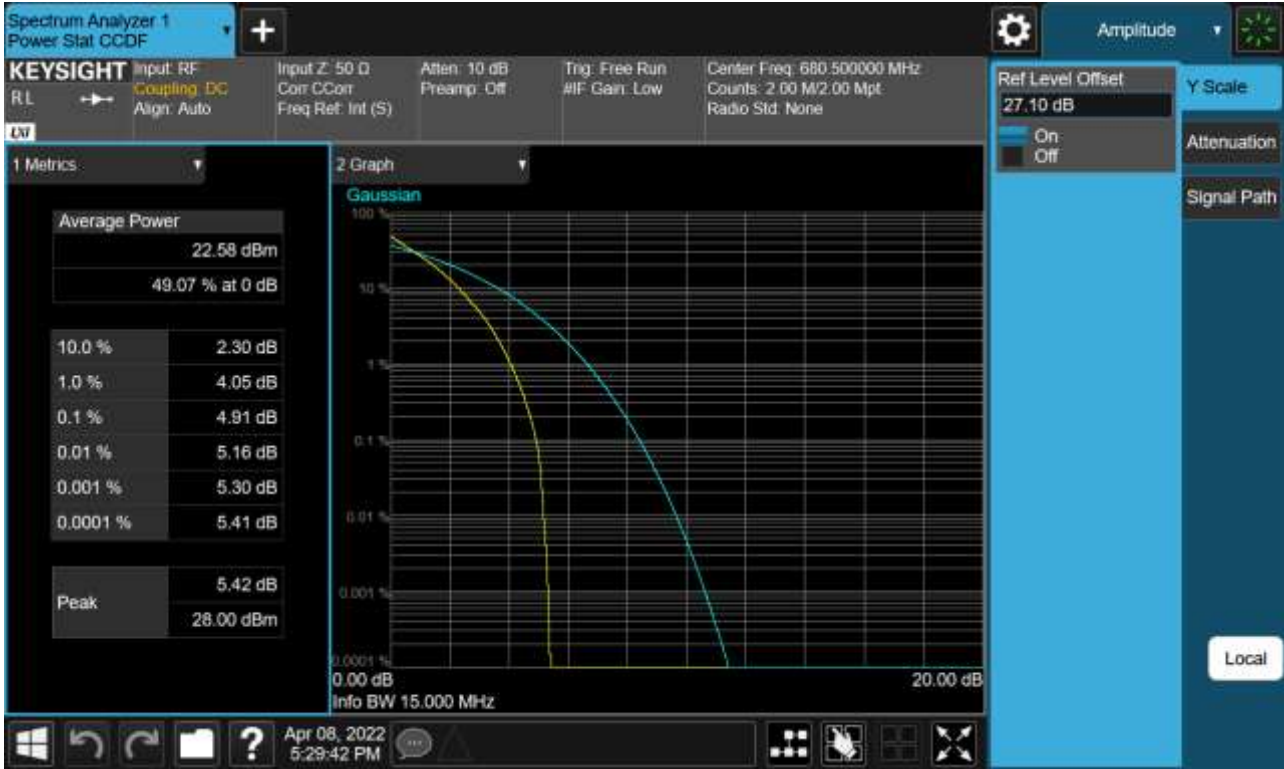 Spectrum Analyzer 1
Power Stat CCDF
Amplitude
KEYSIGHT
RL
LXI
Input: RF
Coupling: DC
Align: Auto
Input Z: 50 Ω
Corr CCorr
Freq Ref: Int (S)
Atten: 10 dB
Preamp: Off
Trig: Free Run
#IF Gain: Low
Center Freq: 680.500000 MHz
Counts: 2.00 M/2.00 Mpt
Radio Std: None
Ref Level Offset
27.10 dB
On
Off
Y Scale
Attenuation
Signal Path
Local
1 Metrics
Average Power
22.58 dBm
49.07 % at 0 dB
10.0 % 2.30 dB
1.0 % 4.05 dB
0.1 % 4.91 dB
0.01 % 5.16 dB
0.001 % 5.30 dB
0.0001 % 5.41 dB
Peak 5.42 dB
28.00 dBm
2 Graph
Gaussian
100 %
10 %
1 %
0.1 %
0.01 %
0.001 %
0.0001 %
0.00 dB 20.00 dB
Info BW 15.000 MHz
?
Apr 08, 2022
5:29:42 PM